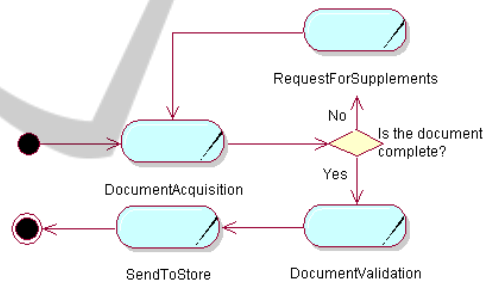 RequestForSupplements
No
Is the document
complete?
Yes
DocumentAcquisition
SendToStore
DocumentValidation